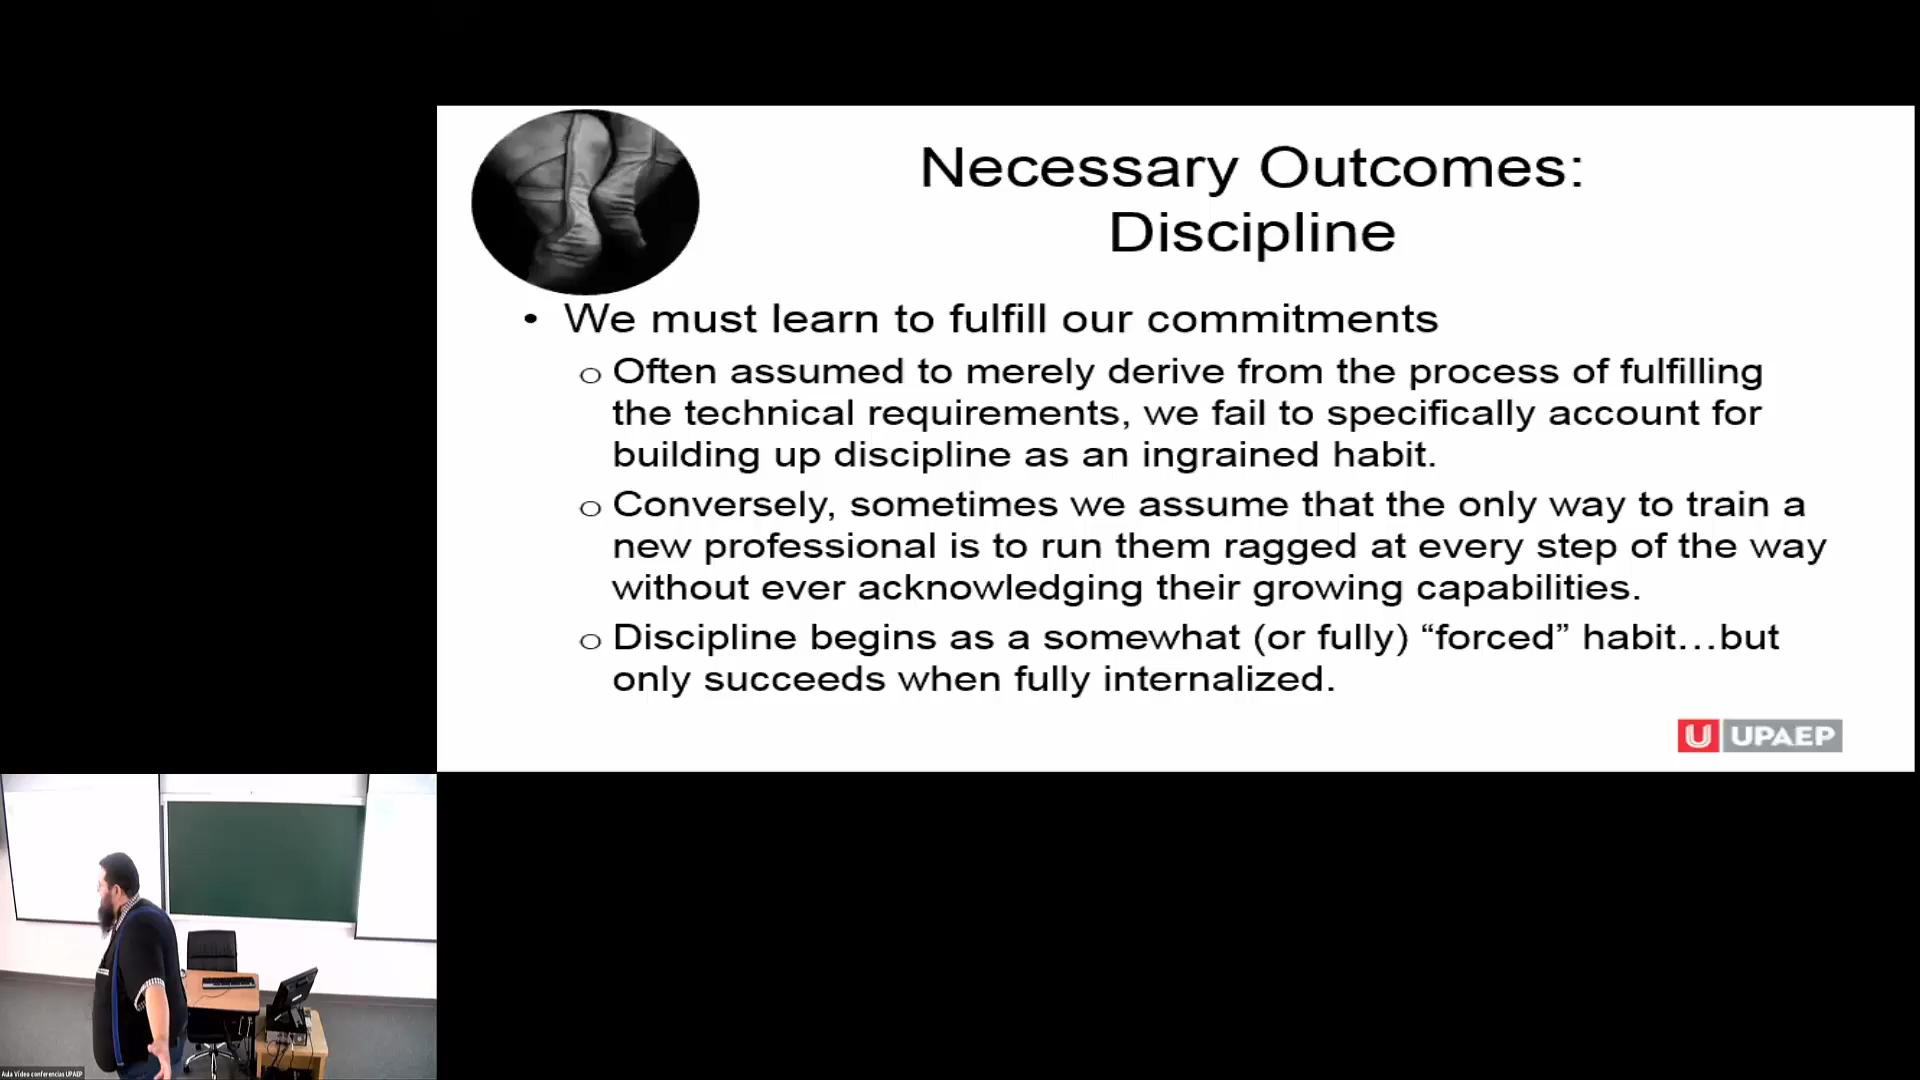 Necessary Outcomes:
Discipline
• We must learn to fulfill our commitments
o Often assumed to merely derive from the process of fulfilling
the technical requirements, we fail to specifically account for
building up discipline as an ingrained habit.
o Conversely, sometimes we assume that the only way to train a
new professional is to run them ragged at every step of the way
without ever acknowledging their growing capabilities.
o Discipline begins as a somewhat (or fully) “forced” habit…but
only succeeds when fully internalized.
U UPAEP
Aula Vídeo conferencias UPAEP